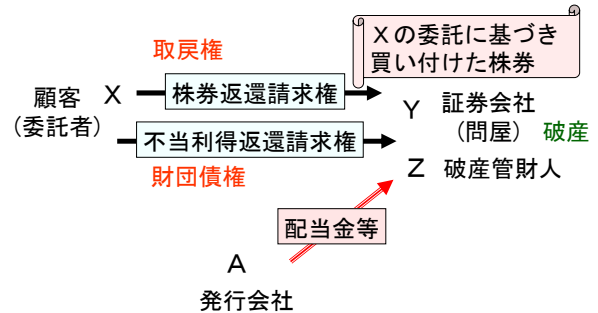 取戻権
Ｘの委託に基づき
買い付けた株券
顧客　Ｘ
（委託者）
株券返還請求権
Ｙ　証券会社
（問屋）破産
不当利得返還請求権
Ｚ　破産管財人
財団債権
配当金等
Ａ
発行会社